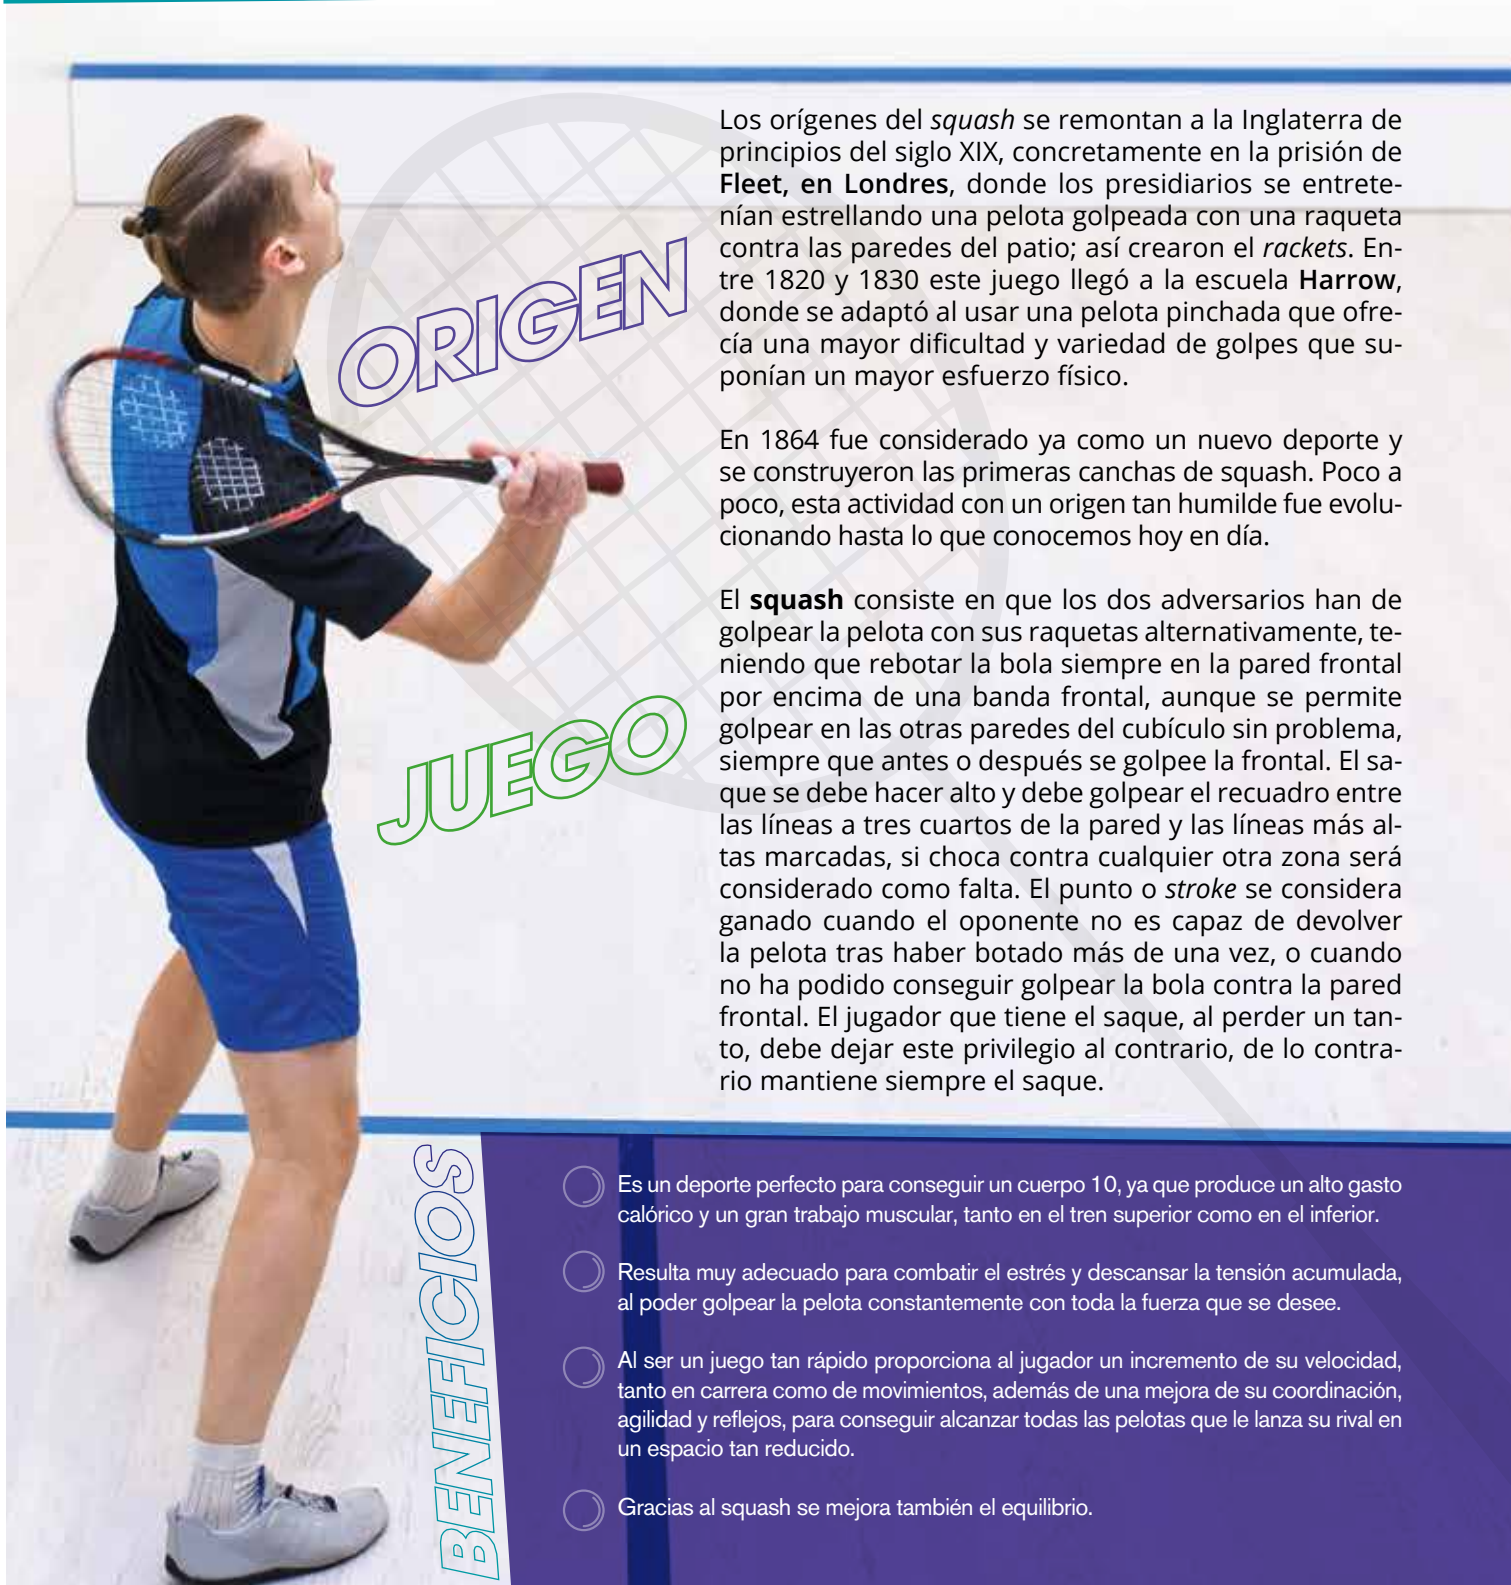 ORIGEN
Los orígenes del squash se remontan a la Inglaterra de
principios del siglo XIX, concretamente en la prisión de
Fleet, en Londres, donde los presidiarios se entrete-
nían estrellando una pelota golpeada con una raqueta
contra las paredes del patio; así crearon el rackets. En-
tre 1820 y 1830 este juego llegó a la escuela Harrow,
donde se adaptó al usar una pelota pinchada que ofre-
cía una mayor dificultad y variedad de golpes que su-
ponían un mayor esfuerzo físico.
En 1864 fue considerado ya como un nuevo deporte y
se construyeron las primeras canchas de squash. Poco a
poco, esta actividad con un origen tan humilde fue evolu-
cionando hasta lo que conocemos hoy en día.
JUEGO
El squash consiste en que los dos adversarios han de
golpear la pelota con sus raquetas alternativamente, te-
niendo que rebotar la bola siempre en la pared frontal
por encima de una banda frontal, aunque se permite
golpear en las otras paredes del cubículo sin problema,
siempre que antes o después se golpee la frontal. El sa-
que se debe hacer alto y debe golpear el recuadro entre
las líneas a tres cuartos de la pared y las líneas más al-
tas marcadas, si choca contra cualquier otra zona será
considerado como falta. El punto o stroke se considera
ganado cuando el oponente no es capaz de devolver
la pelota tras haber botado más de una vez, o cuando
no ha podido conseguir golpear la bola contra la pared
frontal. El jugador que tiene el saque, al perder un tan-
to, debe dejar este privilegio al contrario, de lo contra-
rio mantiene siempre el saque.
BENEFICIOS
Es un deporte perfecto para conseguir un cuerpo 10, ya que produce un alto gasto
calórico y un gran trabajo muscular, tanto en el tren superior como en el inferior.
Resulta muy adecuado para combatir el estrés y descansar la tensión acumulada,
al poder golpear la pelota constantemente con toda la fuerza que se desee.
Al ser un juego tan rápido proporciona al jugador un incremento de su velocidad,
tanto en carrera como de movimientos, además de una mejora de su coordinación,
agilidad y reflejos, para conseguir alcanzar todas las pelotas que le lanza su rival en
un espacio tan reducido.
Gracias al squash se mejora también el equilibrio.